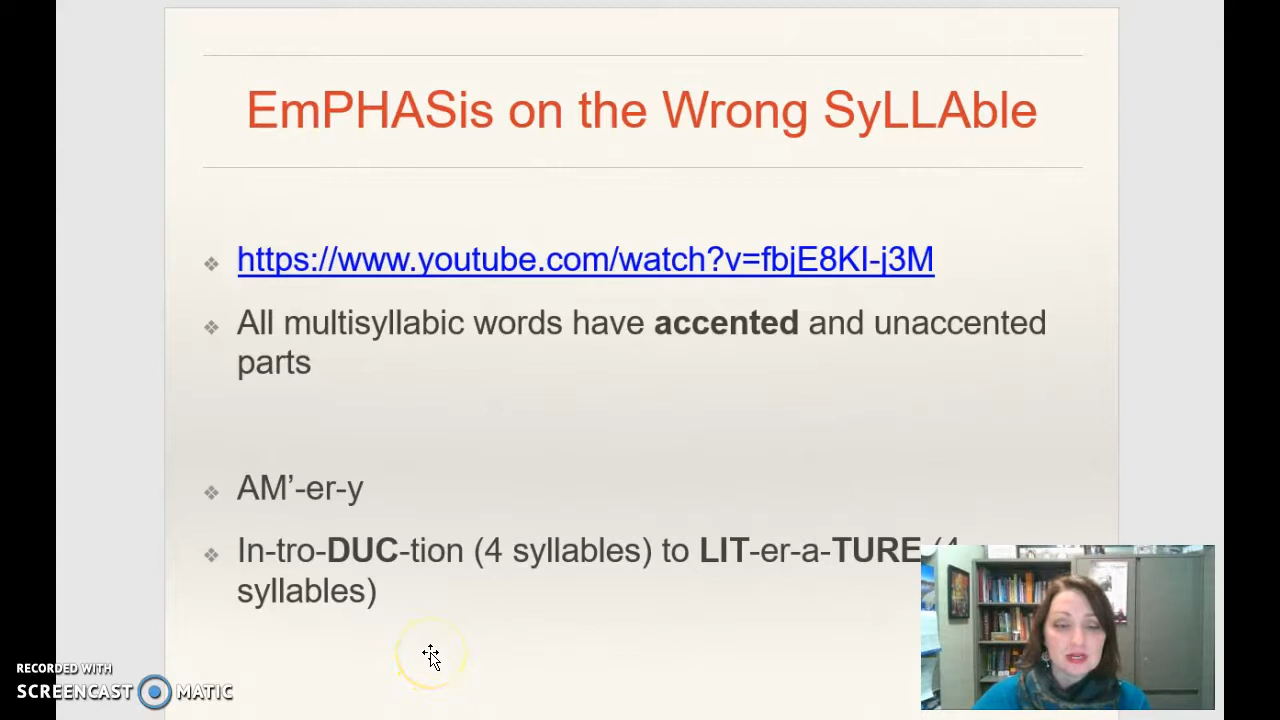 EmPHASis on the Wrong SyLLAble
https://www.youtube.com/watch?v=fbjE8KI-j3M
All multisyllabic words have accented and unaccented
parts
AM’-er-y
In-tro-DUC-tion (4 syllables) to LIT-er-a-TURE (4
syllables)
RECORDED WITH
SCREENCAST MATIC